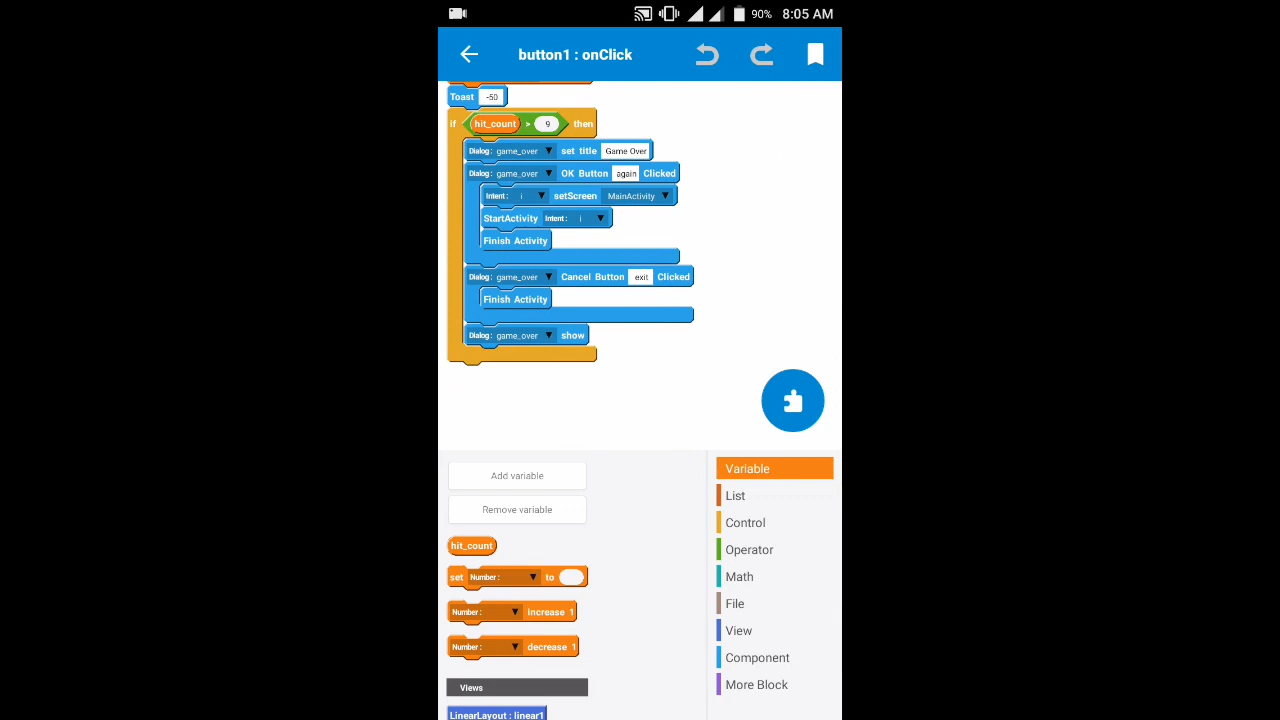 90% 8:05 AM
button1 : onClick
Toast -50
if hit_count > 9 then
Dialog: game_over set title Game Over
Dialog: game_over OK Button again Clicked
Intent: i setScreen MainActivity
StartActivity Intent: i
Finish Activity
Dialog: game_over Cancel Button exit Clicked
Finish Activity
Dialog: game_over show
Add variable
Remove variable
hit_count
set Number: to
Number: increase 1
Number: decrease 1
Views
LinearLayout : linear1
Variable
List
Control
Operator
Math
File
View
Component
More Block